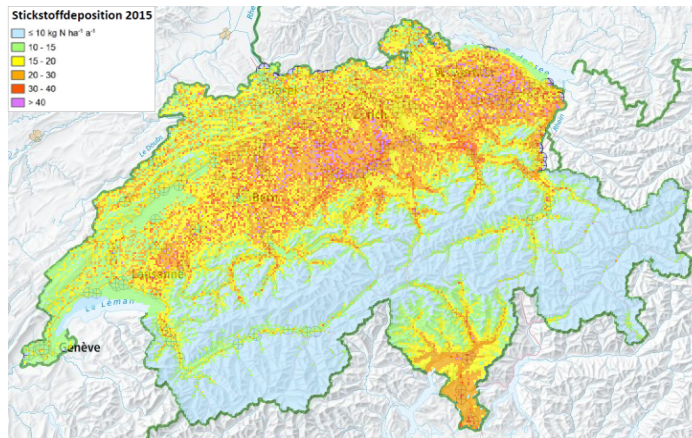 Stickstoffdeposition 2015
≤ 10 kg N ha⁻¹ a⁻¹
10 - 15
15 - 20
20 - 30
30 - 40
> 40
Bodensee
Basel
Zürich
Le Doubs
Bern
Lausanne
Le Léman
Genève